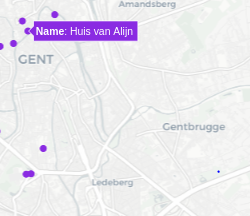 Amandsberg
Name: Huis van Alijn
GENT
Gentbrugge
Ledeberg